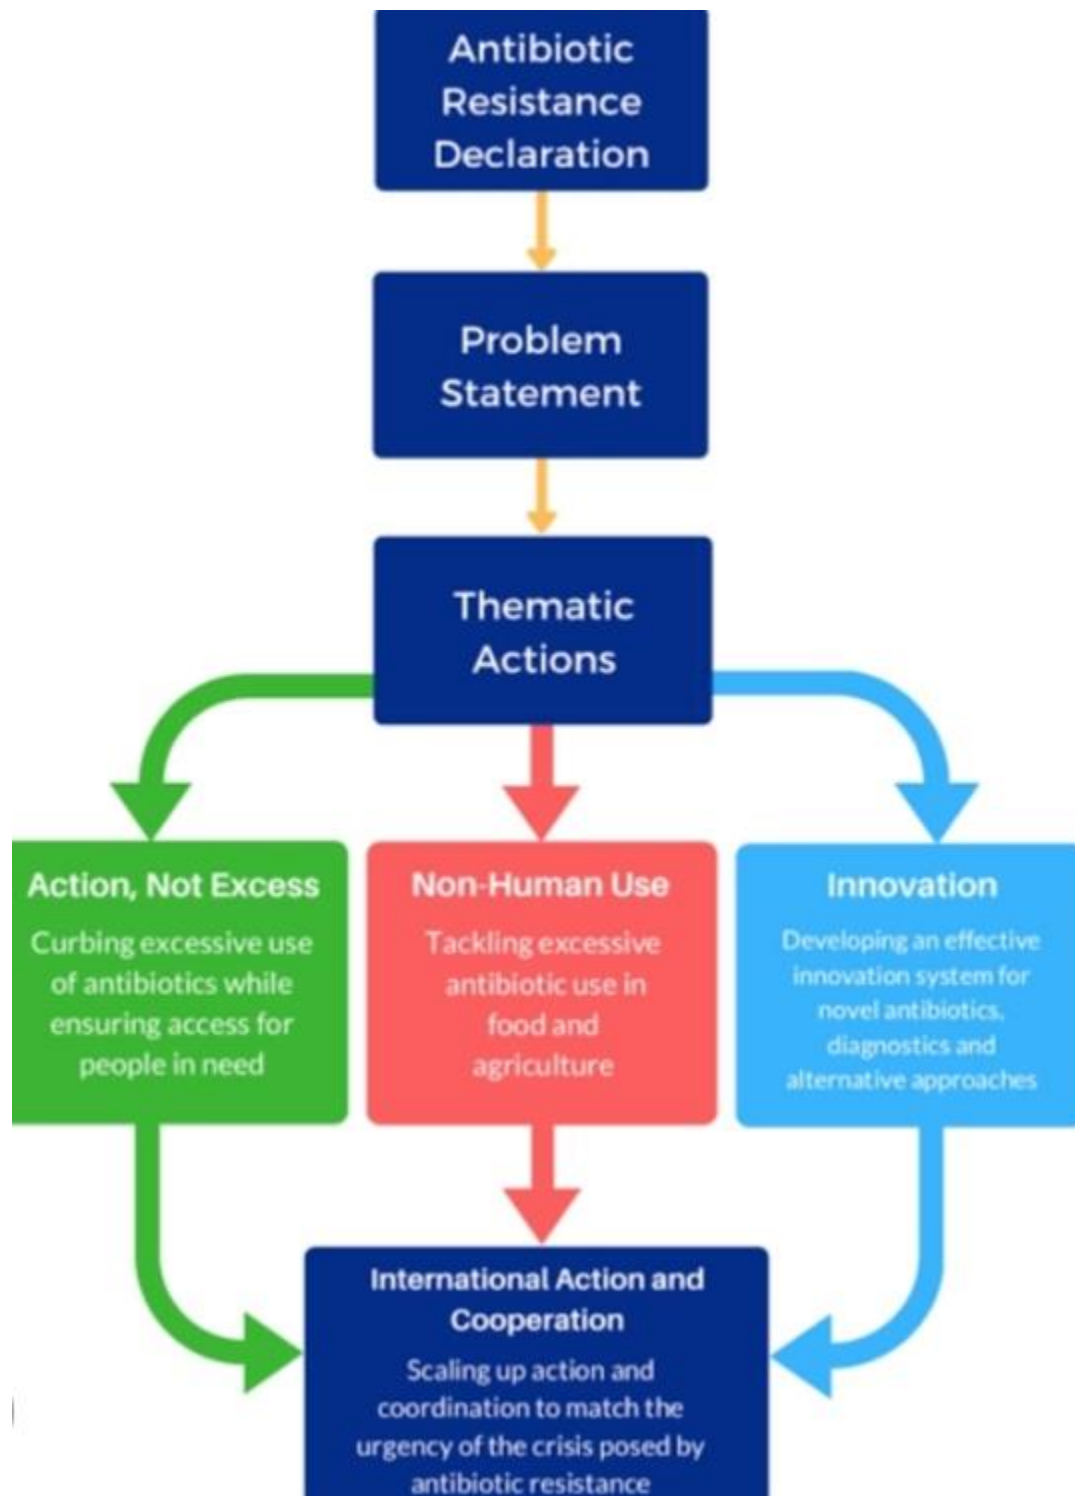 Antibiotic
Resistance
Declaration
Problem
Statement
Thematic
Actions
Action, Not Excess
Curbing excessive use
of antibiotics while
ensuring access for
people in need
Non-Human Use
Tackling excessive
antibiotic use in
food and
agriculture
Innovation
Developing an effective
innovation system for
novel antibiotics,
diagnostics and
alternative approaches
International Action and
Cooperation
Scaling up action and
coordination to match the
urgency of the crisis posed by
antibiotic resistance